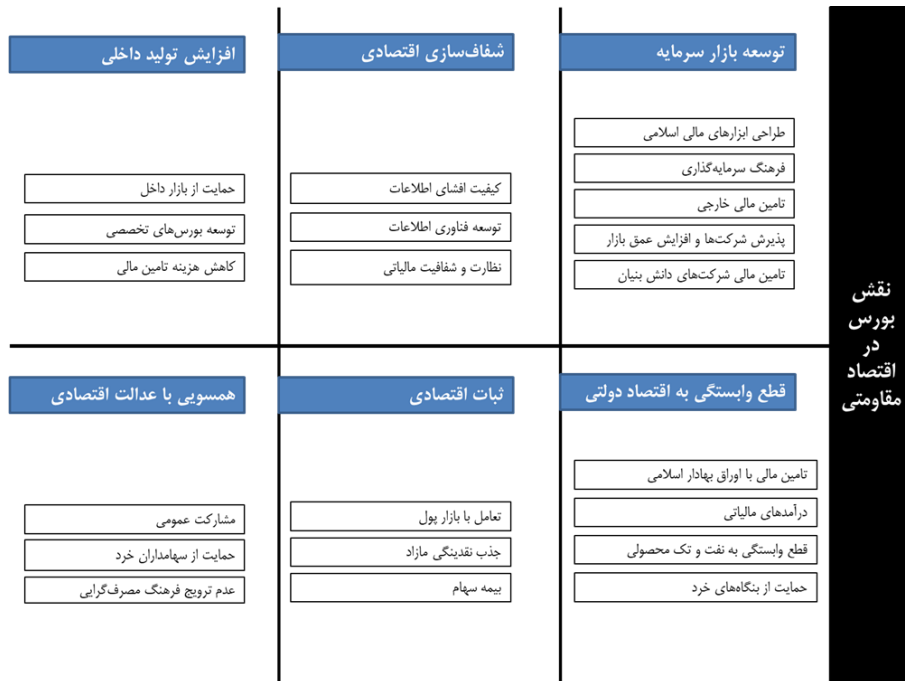 نقش
بورس
در
اقتصاد
مقاومتی
توسعه بازار سرمایه
طراحی ابزارهای مالی اسلامی
فرهنگ سرمایه‌گذاری
تامین مالی خارجی
پذیرش شرکت‌ها و افزایش عمق بازار
تامین مالی شرکت‌های دانش بنیان
شفاف‌سازی اقتصادی
کیفیت افشای اطلاعات
توسعه فناوری اطلاعات
نظارت و شفافیت مالیاتی
افزایش تولید داخلی
حمایت از بازار داخل
توسعه بورس‌های تخصصی
کاهش هزینه تامین مالی
قطع وابستگی به اقتصاد دولتی
تامین مالی با اوراق بهادار اسلامی
درآمدهای مالیاتی
قطع وابستگی به نفت و تک محصولی
حمایت از بنگاه‌های خرد
ثبات اقتصادی
تعامل با بازار پول
جذب نقدینگی مازاد
بیمه سهام
همسویی با عدالت اقتصادی
مشارکت عمومی
حمایت از سهامداران خرد
عدم ترویج فرهنگ مصرف‌گرایی